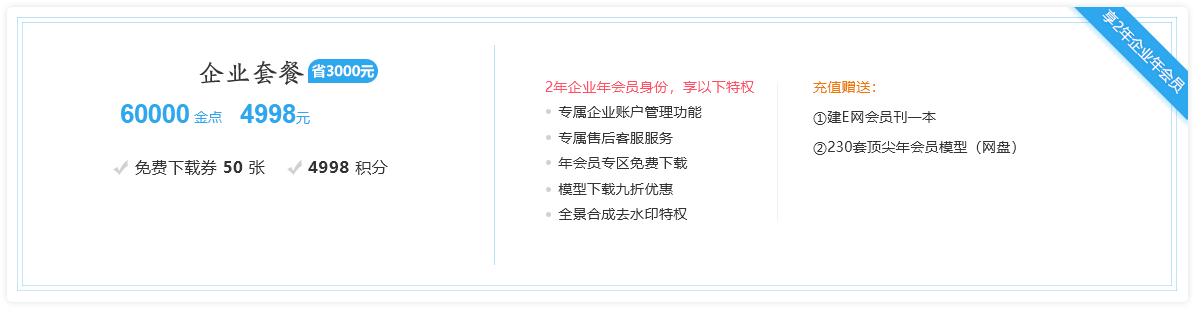 企业套餐 省3000元
60000 金点 4998元
免费下载券 50 张 4998 积分
2年企业年会员身份，享以下特权
专属企业账户管理功能
专属售后客服服务
年会员专区免费下载
模型下载九折优惠
全景合成去水印特权
充值赠送：
①建E网会员刊一本
②230套顶尖年会员模型（网盘）
享2年企业年会员